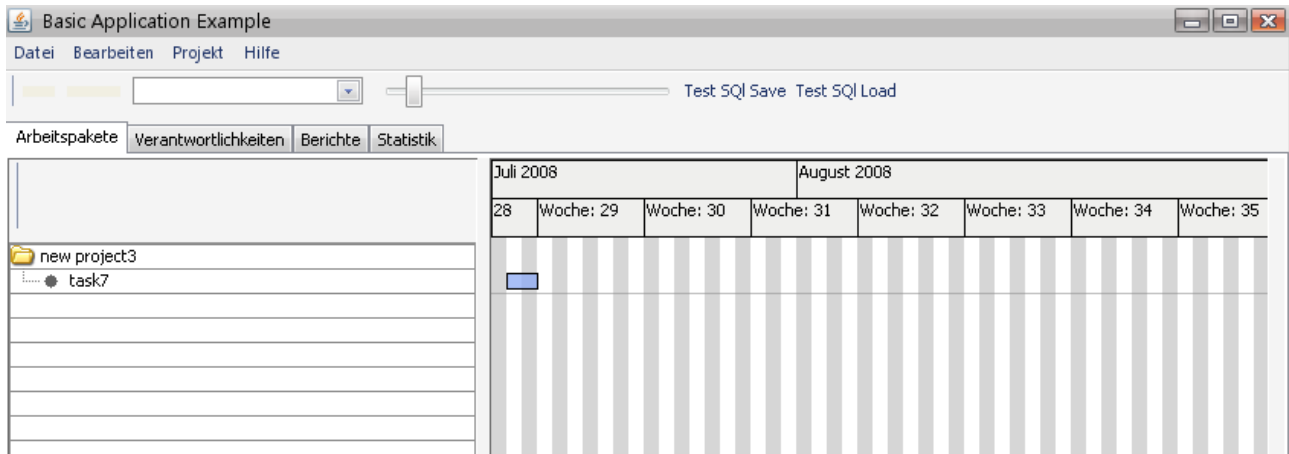 Basic Application Example
Datei Bearbeiten Projekt Hilfe
Test SQl Save Test SQl Load
Arbeitspakete Verantwortlichkeiten Berichte Statistik
Juli 2008 August 2008
28 Woche: 29 Woche: 30 Woche: 31 Woche: 32 Woche: 33 Woche: 34 Woche: 35
new project3
task7